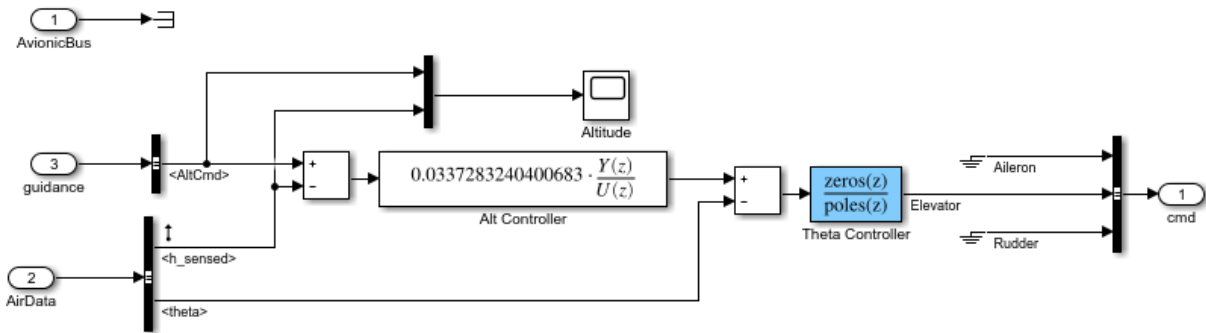 1
AvionicBus
Altitude
3
guidance
<AltCmd>
+
−
0.0337283240400683 · Y(z)
U(z)
Alt Controller
+
−
zeros(z)
poles(z)
Theta Controller
Aileron
Elevator
Rudder
1
cmd
<h_sensed>
2
AirData
<theta>